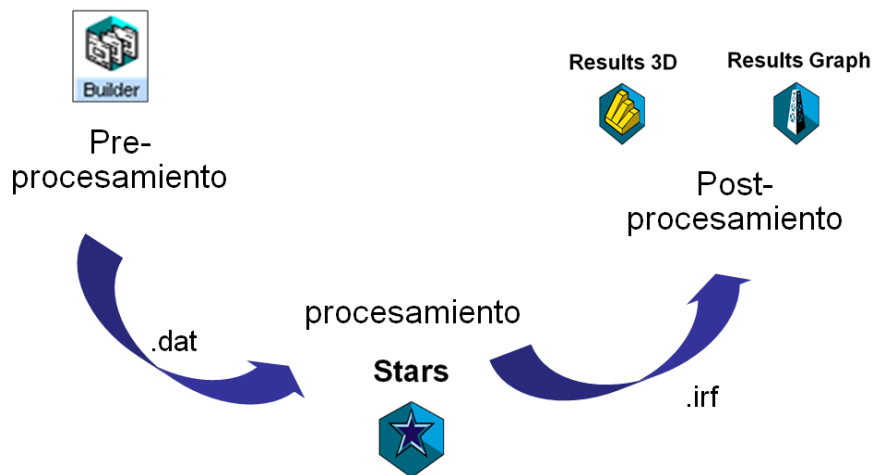 Builder
Pre-
procesamiento
.dat
procesamiento
Stars
.irf
Results 3D
Results Graph
Post-
procesamiento